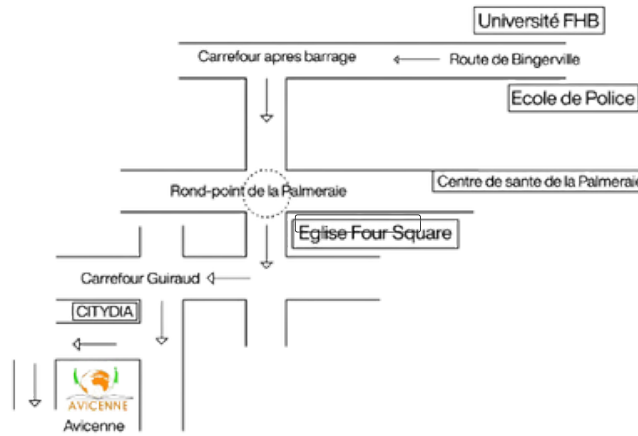 Université FHB
Carrefour apres barrage
Route de Bingerville
Ecole de Police
Centre de sante de la Palmeraie
Rond-point de la Palmeraie
Eglise Four Square
Carrefour Guiraud
CITYDIA
AVICENNE
Avicenne